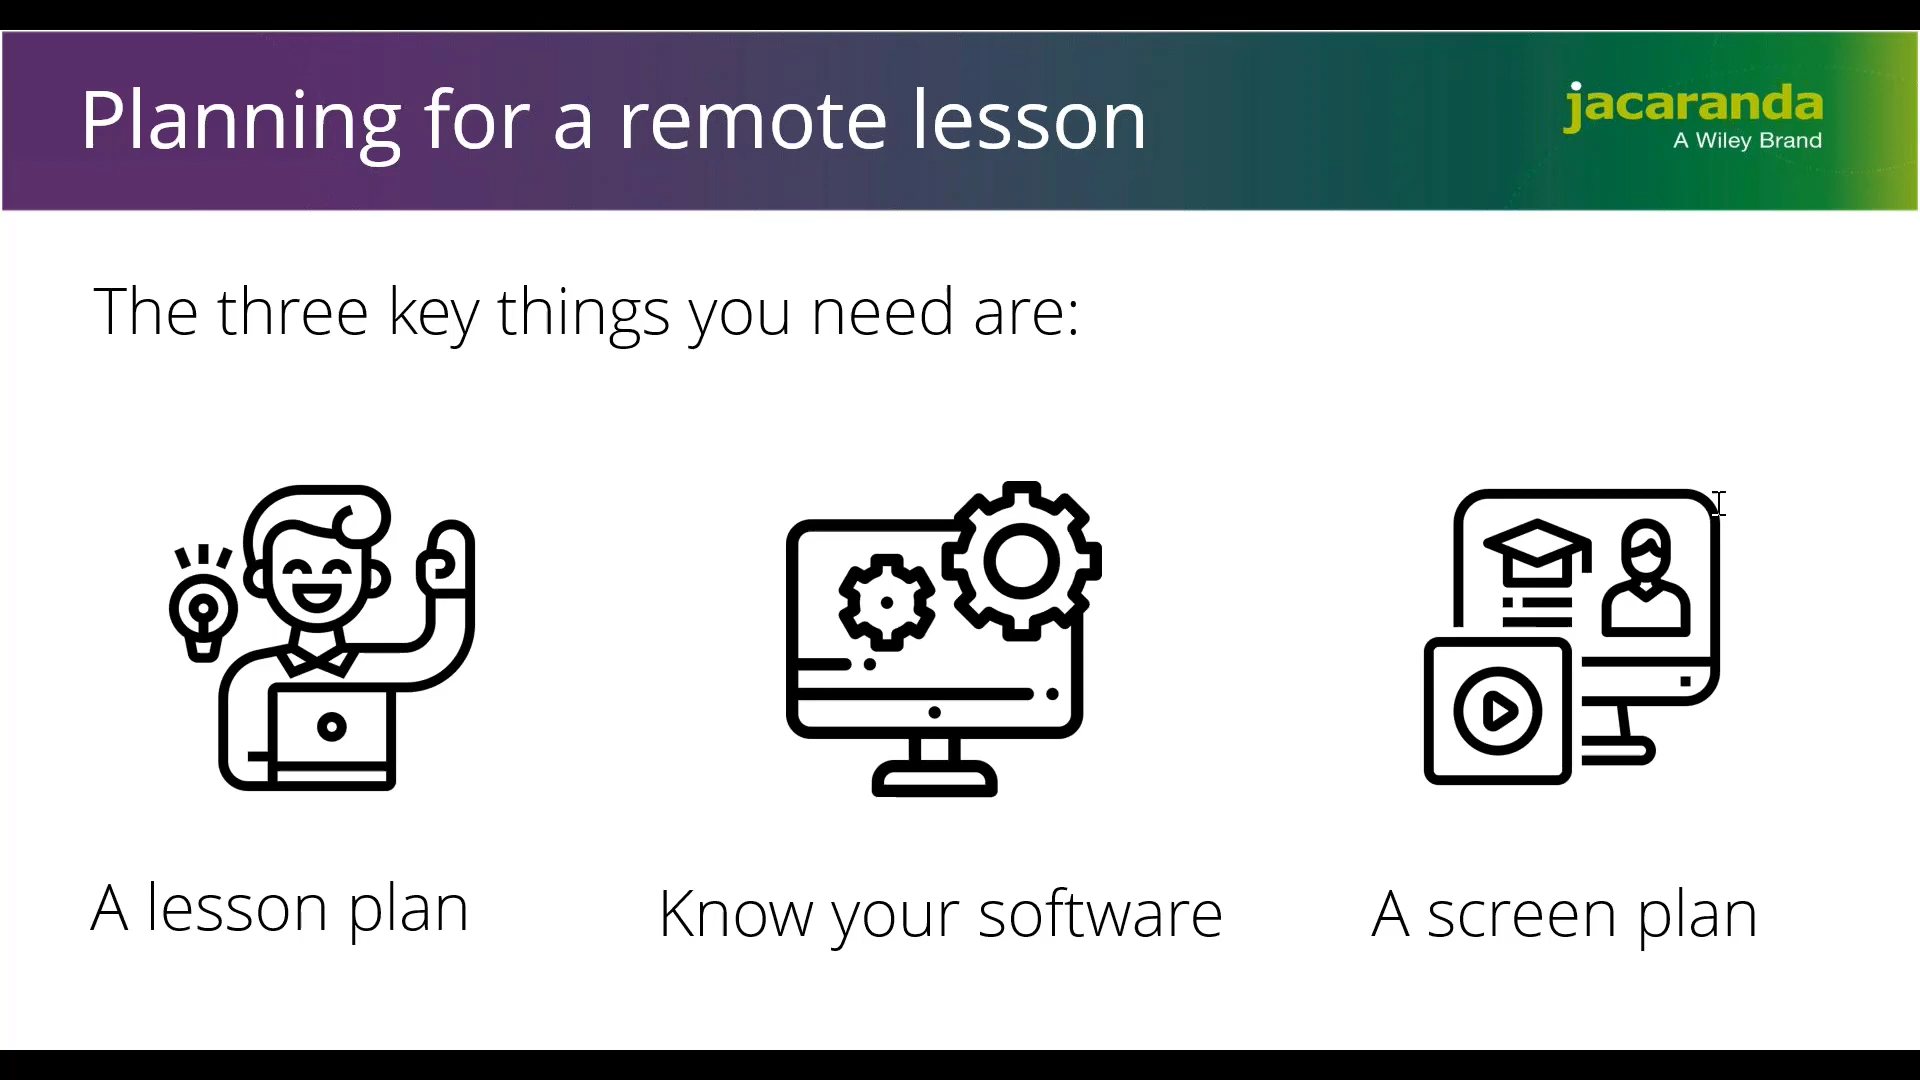 Planning for a remote lesson
jacaranda
A Wiley Brand
The three key things you need are:
A lesson plan
Know your software
A screen plan